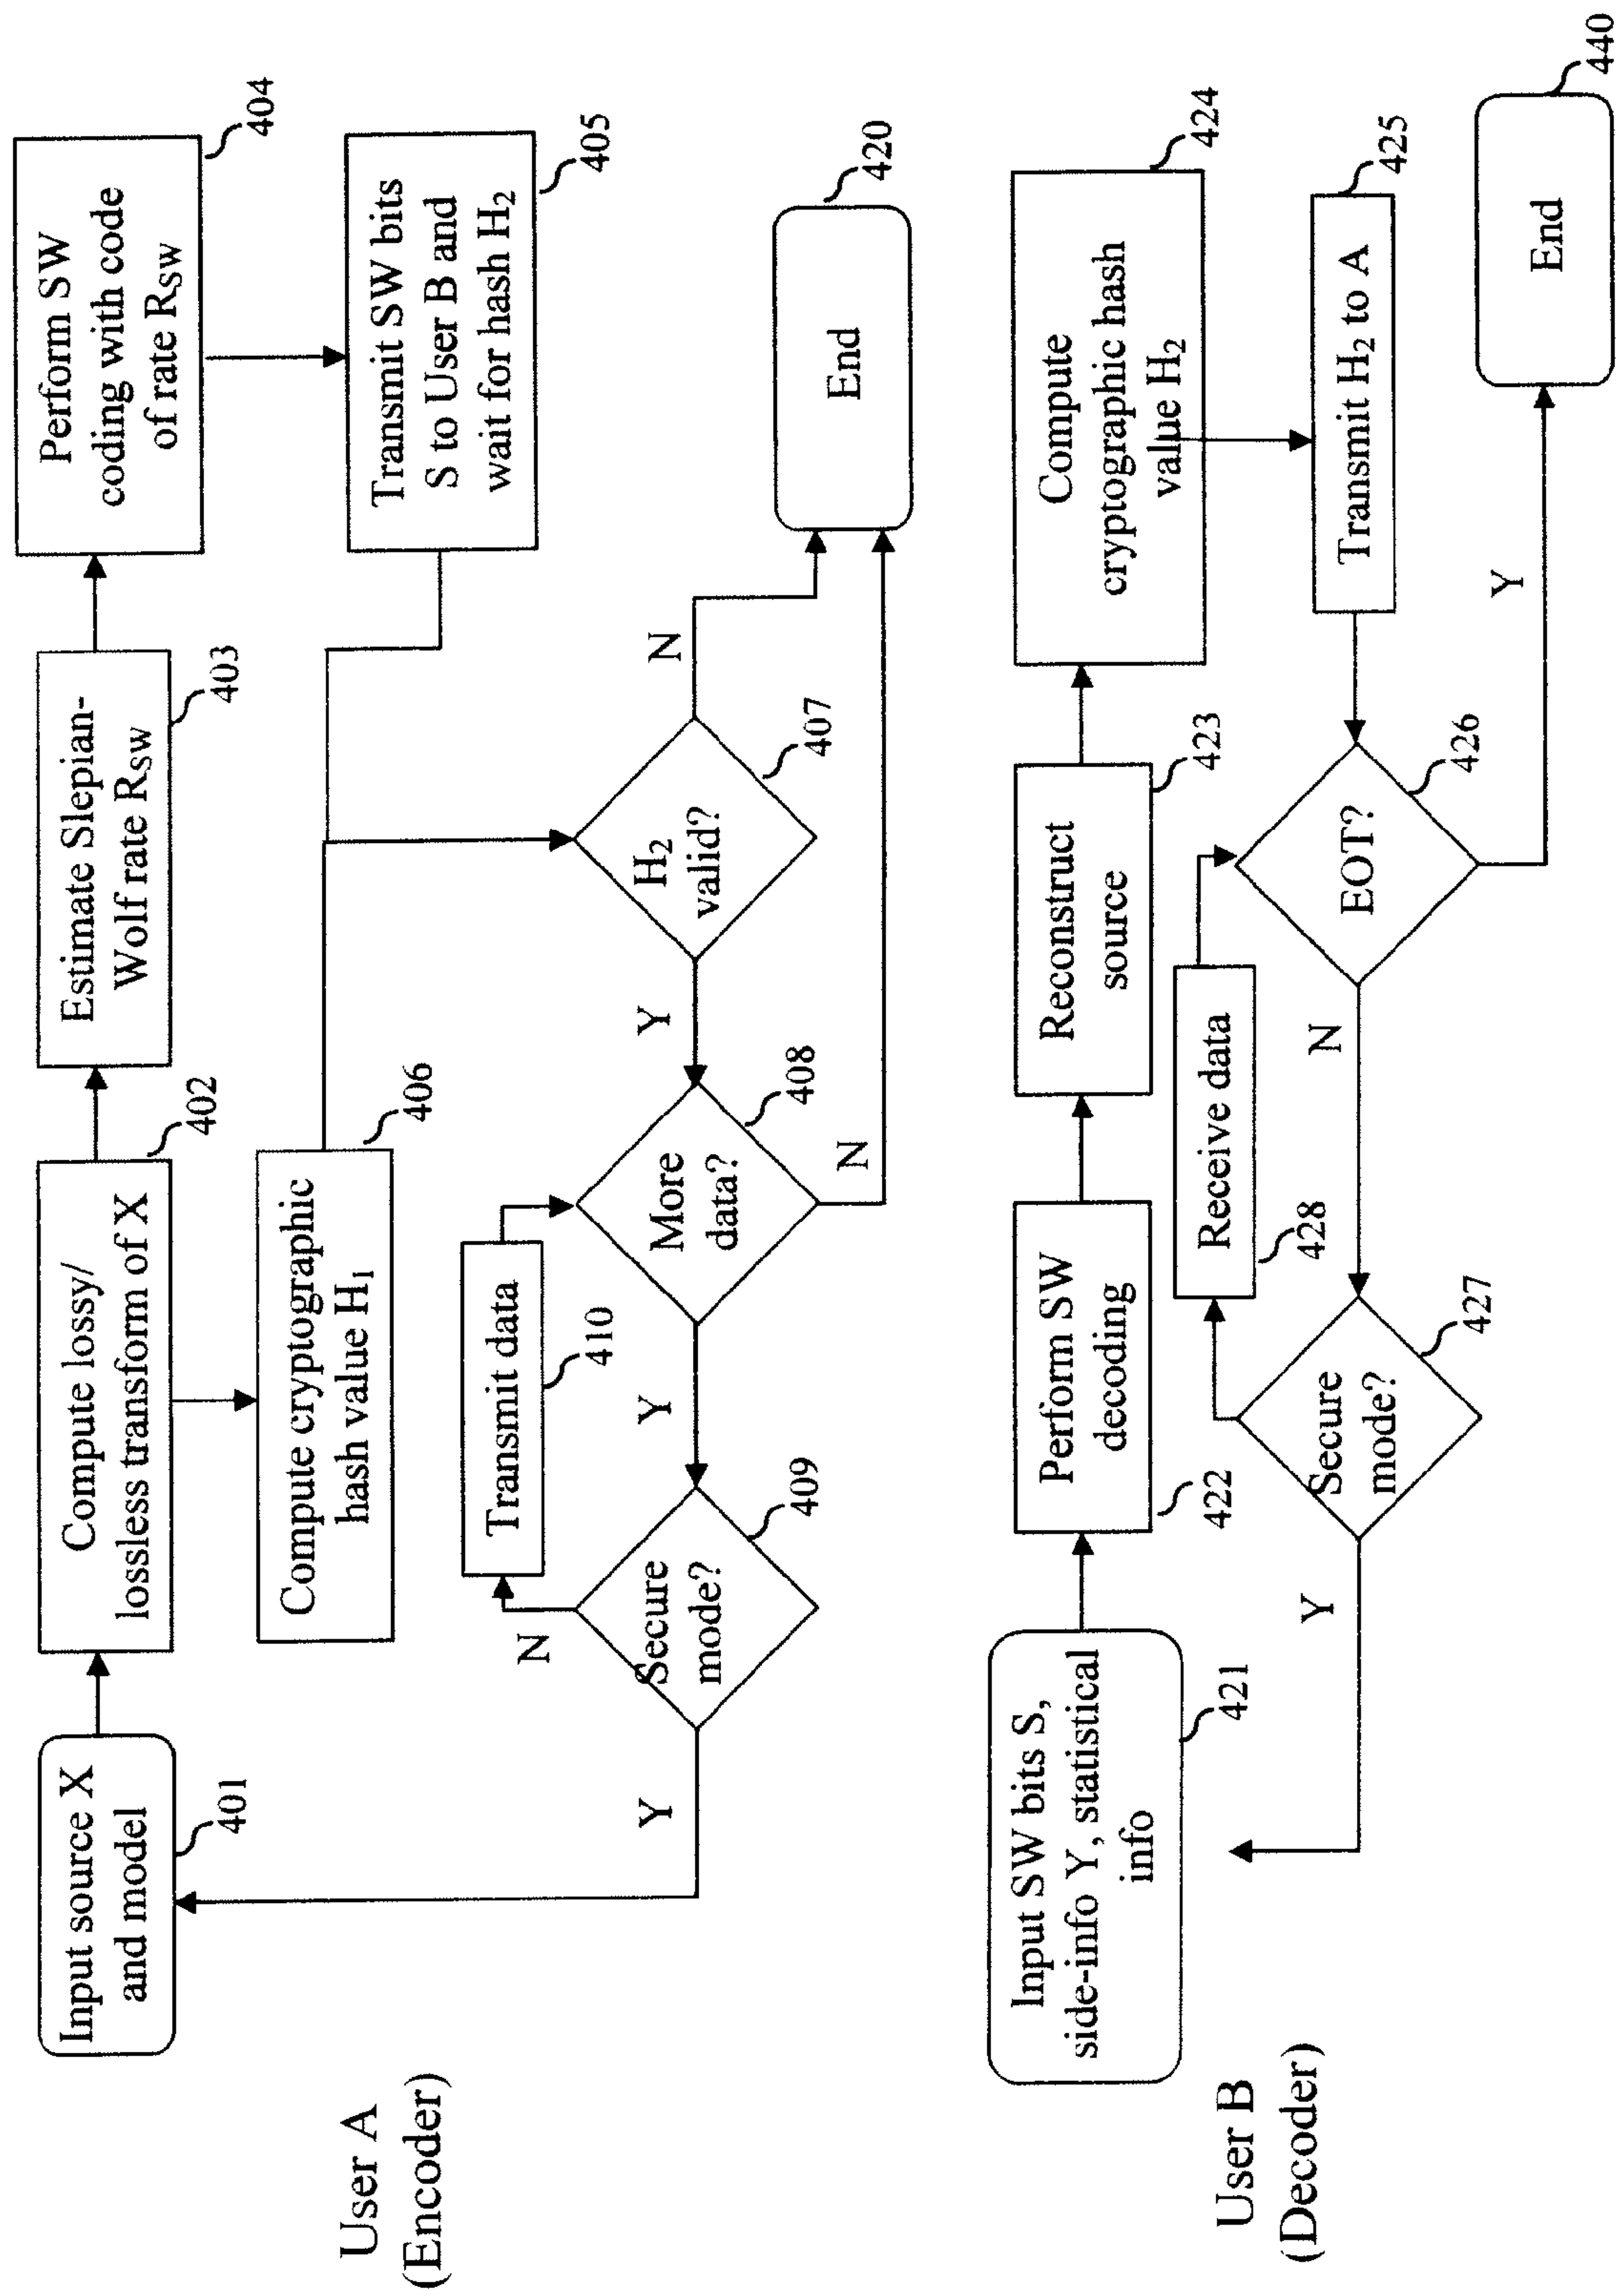 User A
(Encoder)
Input source X
and model
401
Compute lossy/
lossless transform of X
402
Estimate Slepian-
Wolf rate RSW
403
Perform SW
coding with code
of rate RSW
404
Transmit SW bits
S to User B and
wait for hash H2
405
Compute cryptographic
hash value H1
406
H2
valid?
407
N
Y
More
data?
408
N
Y
Secure
mode?
409
N
Y
Transmit data
410
End
420
User B
(Decoder)
Input SW bits S,
side-info Y, statistical
info
421
Perform SW
decoding
422
Reconstruct
source
423
Compute
cryptographic hash
value H2
424
Transmit H2 to A
425
EOT?
426
N
Y
Secure
mode?
427
Y
Receive data
428
End
440